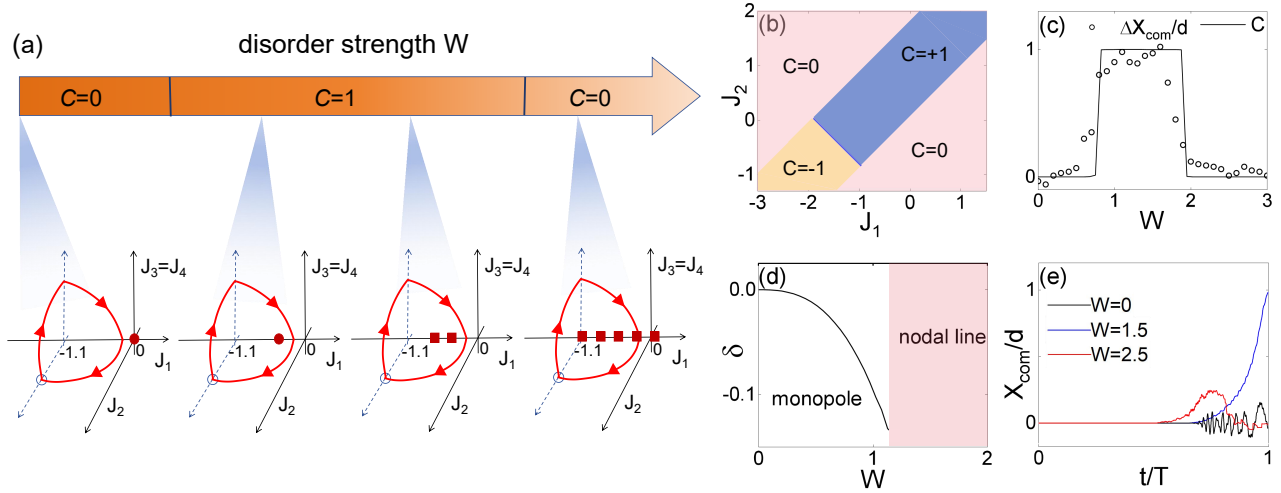 (a)
disorder strength W
C=0
C=1
C=0
J3=J4
-1.1
0
J1
J2
J3=J4
-1.1
0
J1
J2
J3=J4
-1.1
0
J1
J2
J3=J4
-1.1
0
J1
J2
(b)
2
1
0
-1
J2
C=0
C=+1
C=-1
C=0
-3
-2
-1
0
1
J1
(c)
ΔXcom/d
C
1
0
0
1
2
3
W
(d)
0.0
-0.1
δ
monopole
nodal line
0
1
2
W
(e)
1
0
Xcom/d
W=0
W=1.5
W=2.5
0
1
t/T